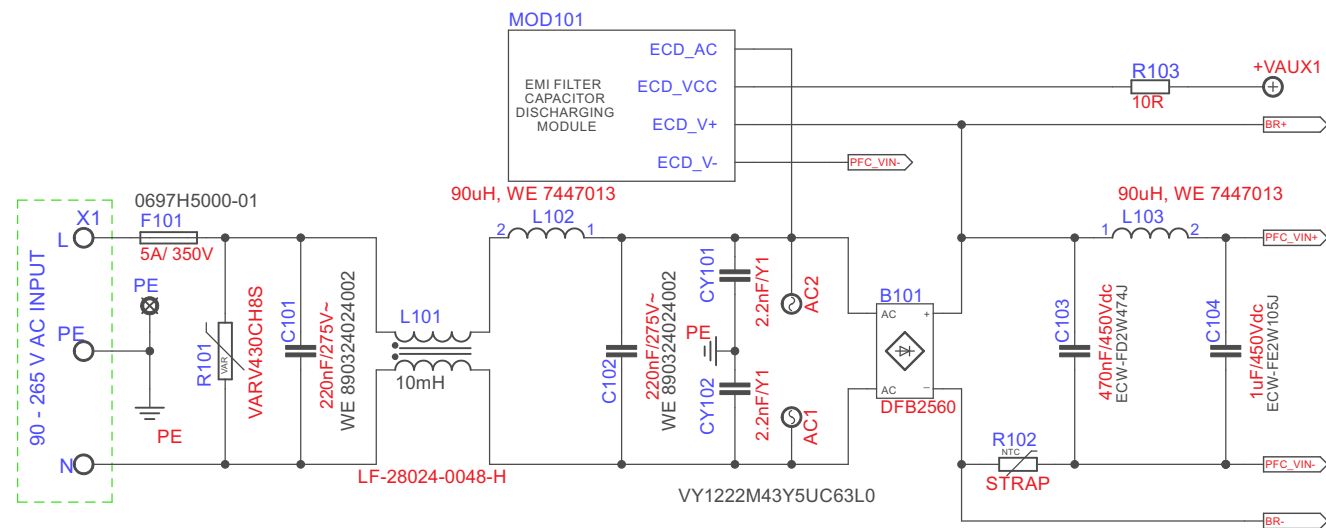 MOD101
EMI FILTER
CAPACITOR
DISCHARGING
MODULE
ECD_AC
ECD_VCC
ECD_V+
ECD_V-
R103
10R
+VAUX1
BR+
PFC_VIN-
90uH, WE 7447013
2
L102
1
90uH, WE 7447013
1
L103
2
PFC_VIN+
0697H5000-01
X1
F101
5A/ 350V
L
PE
PE
PE
N
90 - 265 V AC INPUT
R101
VAR
VARV430CH8S
C101
220nF/275V~
WE 890324024002
L101
10mH
LF-28024-0048-H
C102
220nF/275V~
WE 890324024002
CY101
2.2nF/Y1
PE
CY102
2.2nF/Y1
AC2
AC1
VY1222M43Y5UC63L0
B101
AC
+
AC
–
DFB2560
R102
NTC
STRAP
C103
470nF/450Vdc
ECW-FD2W474J
C104
1uF/450Vdc
ECW-FE2W105J
PFC_VIN-
BR-